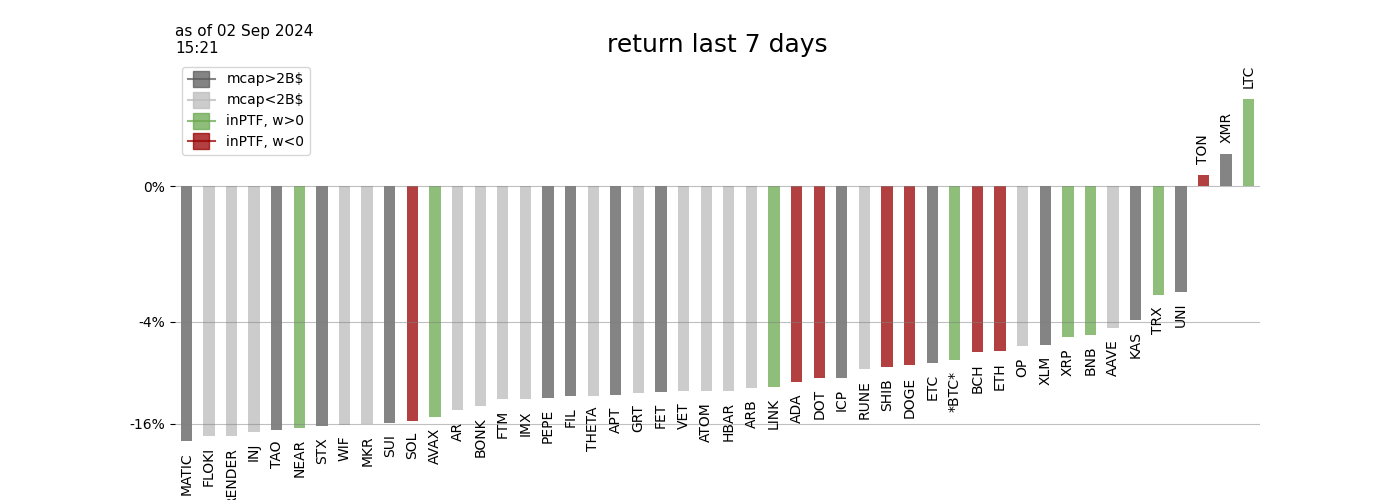 as of 02 Sep 2024
15:21
return last 7 days
mcap>2B$
mcap<2B$
inPTF, w>0
inPTF, w<0
0%
-4%
-16%
MATIC
FLOKI
RENDER
INJ
TAO
NEAR
STX
WIF
MKR
SUI
SOL
AVAX
AR
BONK
FTM
IMX
PEPE
FIL
THETA
APT
GRT
FET
VET
ATOM
HBAR
ARB
LINK
ADA
DOT
ICP
RUNE
SHIB
DOGE
ETC
*BTC*
BCH
ETH
OP
XLM
XRP
BNB
AAVE
KAS
TRX
UNI
TON
XMR
LTC